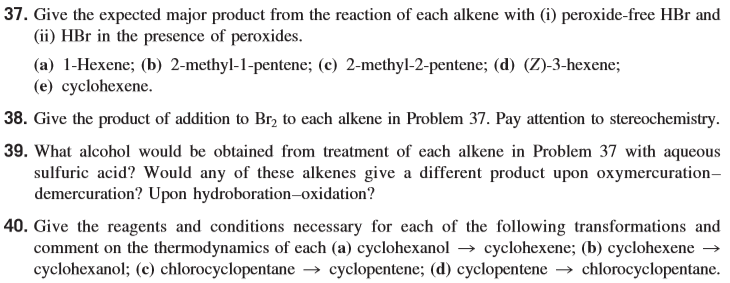 37. Give the expected major product from the reaction of each alkene with (i) peroxide-free HBr and
(ii) HBr in the presence of peroxides.
(a) 1-Hexene; (b) 2-methyl-1-pentene; (c) 2-methyl-2-pentene; (d) (Z)-3-hexene;
(e) cyclohexene.
38. Give the product of addition to Br₂ to each alkene in Problem 37. Pay attention to stereochemistry.
39. What alcohol would be obtained from treatment of each alkene in Problem 37 with aqueous
sulfuric acid? Would any of these alkenes give a different product upon oxymercuration–
demercuration? Upon hydroboration–oxidation?
40. Give the reagents and conditions necessary for each of the following transformations and
comment on the thermodynamics of each (a) cyclohexanol → cyclohexene; (b) cyclohexene →
cyclohexanol; (c) chlorocyclopentane → cyclopentene; (d) cyclopentene → chlorocyclopentane.